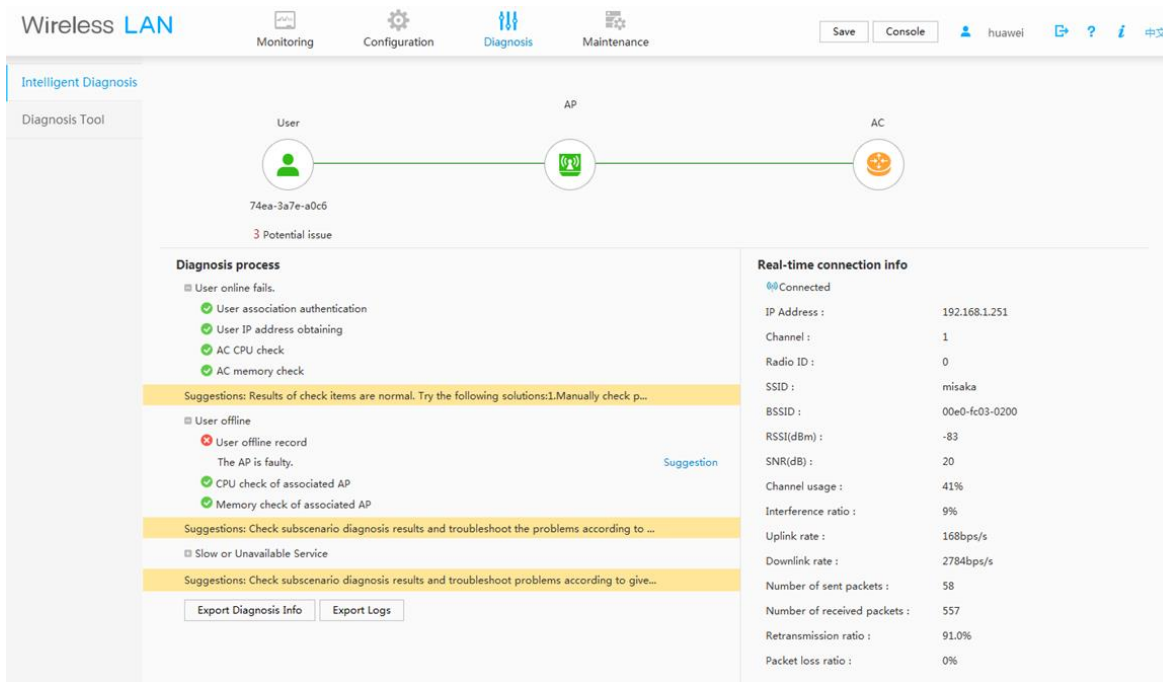 Wireless LAN
Monitoring
Configuration
Diagnosis
Maintenance
Save
Console
huawei
?
i
中文
Intelligent Diagnosis
Diagnosis Tool
User
AP
AC
74ea-3a7e-a0c6
3 Potential issue
Diagnosis process
User online fails.
User association authentication
User IP address obtaining
AC CPU check
AC memory check
Suggestions: Results of check items are normal. Try the following solutions:1.Manually check p...
User offline
User offline record
The AP is faulty. Suggestion
CPU check of associated AP
Memory check of associated AP
Suggestions: Check subscenario diagnosis results and troubleshoot the problems according to ...
Slow or Unavailable Service
Suggestions: Check subscenario diagnosis results and troubleshoot problems according to give...
Export Diagnosis Info
Export Logs
Real-time connection info
Connected
IP Address : 192.168.1.251
Channel : 1
Radio ID : 0
SSID : misaka
BSSID : 00e0-fc03-0200
RSSI(dBm) : -83
SNR(dB) : 20
Channel usage : 41%
Interference ratio : 9%
Uplink rate : 168bps/s
Downlink rate : 2784bps/s
Number of sent packets : 58
Number of received packets : 557
Retransmission ratio : 91.0%
Packet loss ratio : 0%